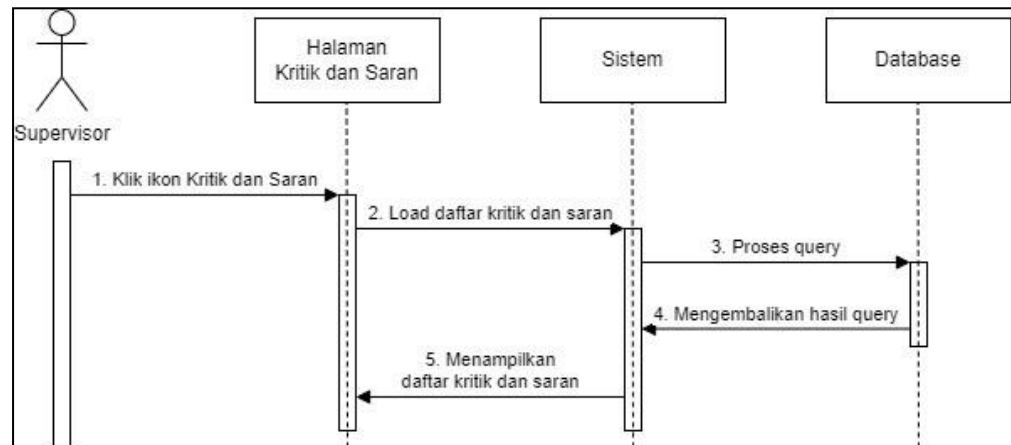 Halaman
Kritik dan Saran
Sistem
Database
Supervisor
1. Klik ikon Kritik dan Saran
2. Load daftar kritik dan saran
3. Proses query
4. Mengembalikan hasil query
5. Menampilkan
daftar kritik dan saran